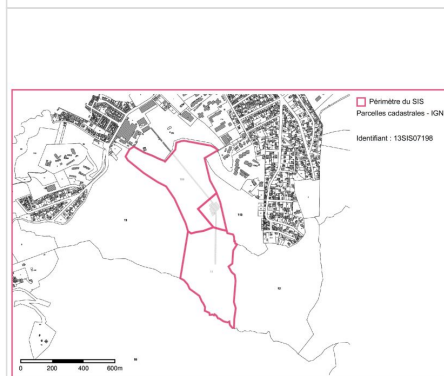 Périmètre du SIS
Parcelles cadastrales - IGN
Identifiant : 13SIS07198
0 200 400 600m